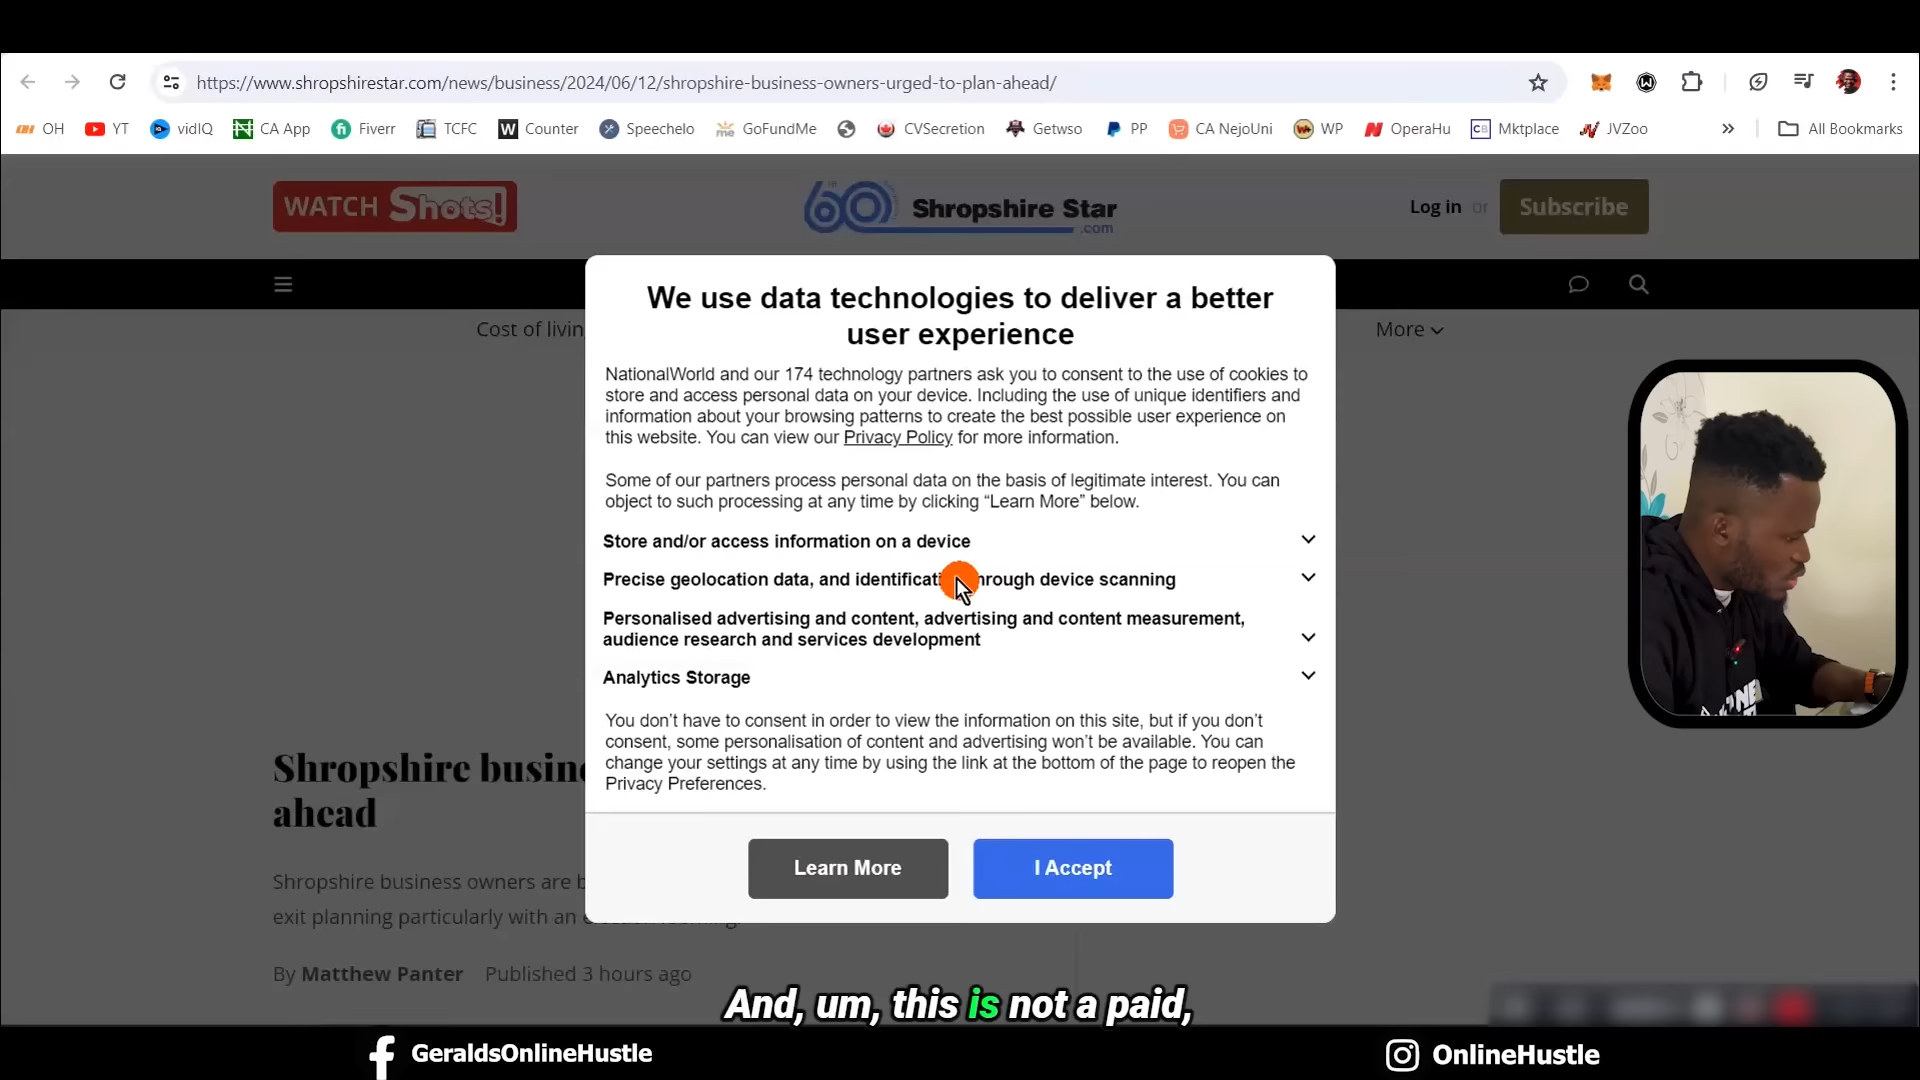 https://www.shropshirestar.com/news/business/2024/06/12/shropshire-business-owners-urged-to-plan-ahead/
OH YT vidIQ CA App Fiverr TCFC Counter Speechelo GoFundMe CVSecretion Getwso PP CA NejoUni WP OperaHu Mktplace JVZoo » All Bookmarks
WATCH Shots!
60 Shropshire Star
.com
Log in or Subscribe
Cost of livin
More
We use data technologies to deliver a better
user experience
NationalWorld and our 174 technology partners ask you to consent to the use of cookies to
store and access personal data on your device. Including the use of unique identifiers and
information about your browsing patterns to create the best possible user experience on
this website. You can view our Privacy Policy for more information.
Some of our partners process personal data on the basis of legitimate interest. You can
object to such processing at any time by clicking “Learn More” below.
Store and/or access information on a device
Precise geolocation data, and identificati hrough device scanning
Personalised advertising and content, advertising and content measurement,
audience research and services development
Analytics Storage
You don’t have to consent in order to view the information on this site, but if you don’t
consent, some personalisation of content and advertising won’t be available. You can
change your settings at any time by using the link at the bottom of the page to reopen the
Privacy Preferences.
Learn More
I Accept
Shropshire busine
ahead
Shropshire business owners are b
exit planning particularly with an
By Matthew Panter Published 3 hours ago
And, um, this is not a paid,
GeraldsOnlineHustle
OnlineHustle